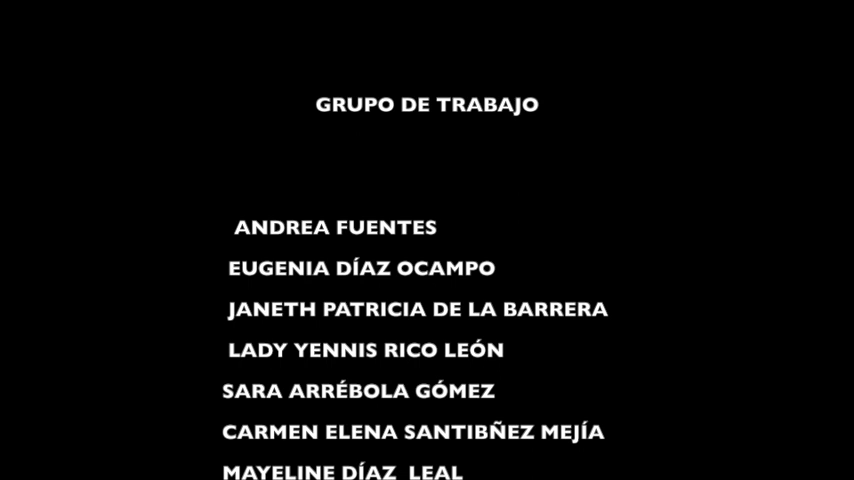 GRUPO DE TRABAJO
ANDREA FUENTES
EUGENIA DÍAZ OCAMPO
JANETH PATRICIA DE LA BARRERA
LADY YENNIS RICO LEÓN
SARA ARRÉBOLA GÓMEZ
CARMEN ELENA SANTIBÑEZ MEJÍA
MAYELINE DÍAZ  LEAL